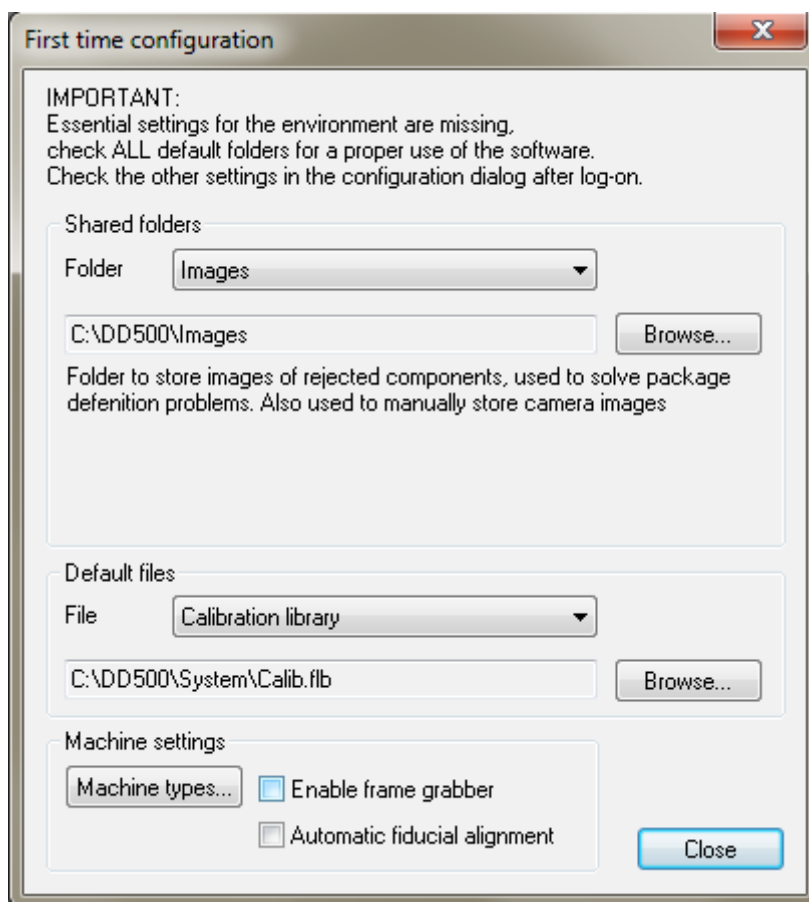 First time configuration
IMPORTANT:
Essential settings for the environment are missing,
check ALL default folders for a proper use of the software.
Check the other settings in the configuration dialog after log-on.
Shared folders
Folder Images
C:\DD500\Images Browse...
Folder to store images of rejected components, used to solve package
defenition problems. Also used to manually store camera images
Default files
File Calibration library
C:\DD500\System\Calib.flb Browse...
Machine settings
Machine types... Enable frame grabber
Automatic fiducial alignment
Close